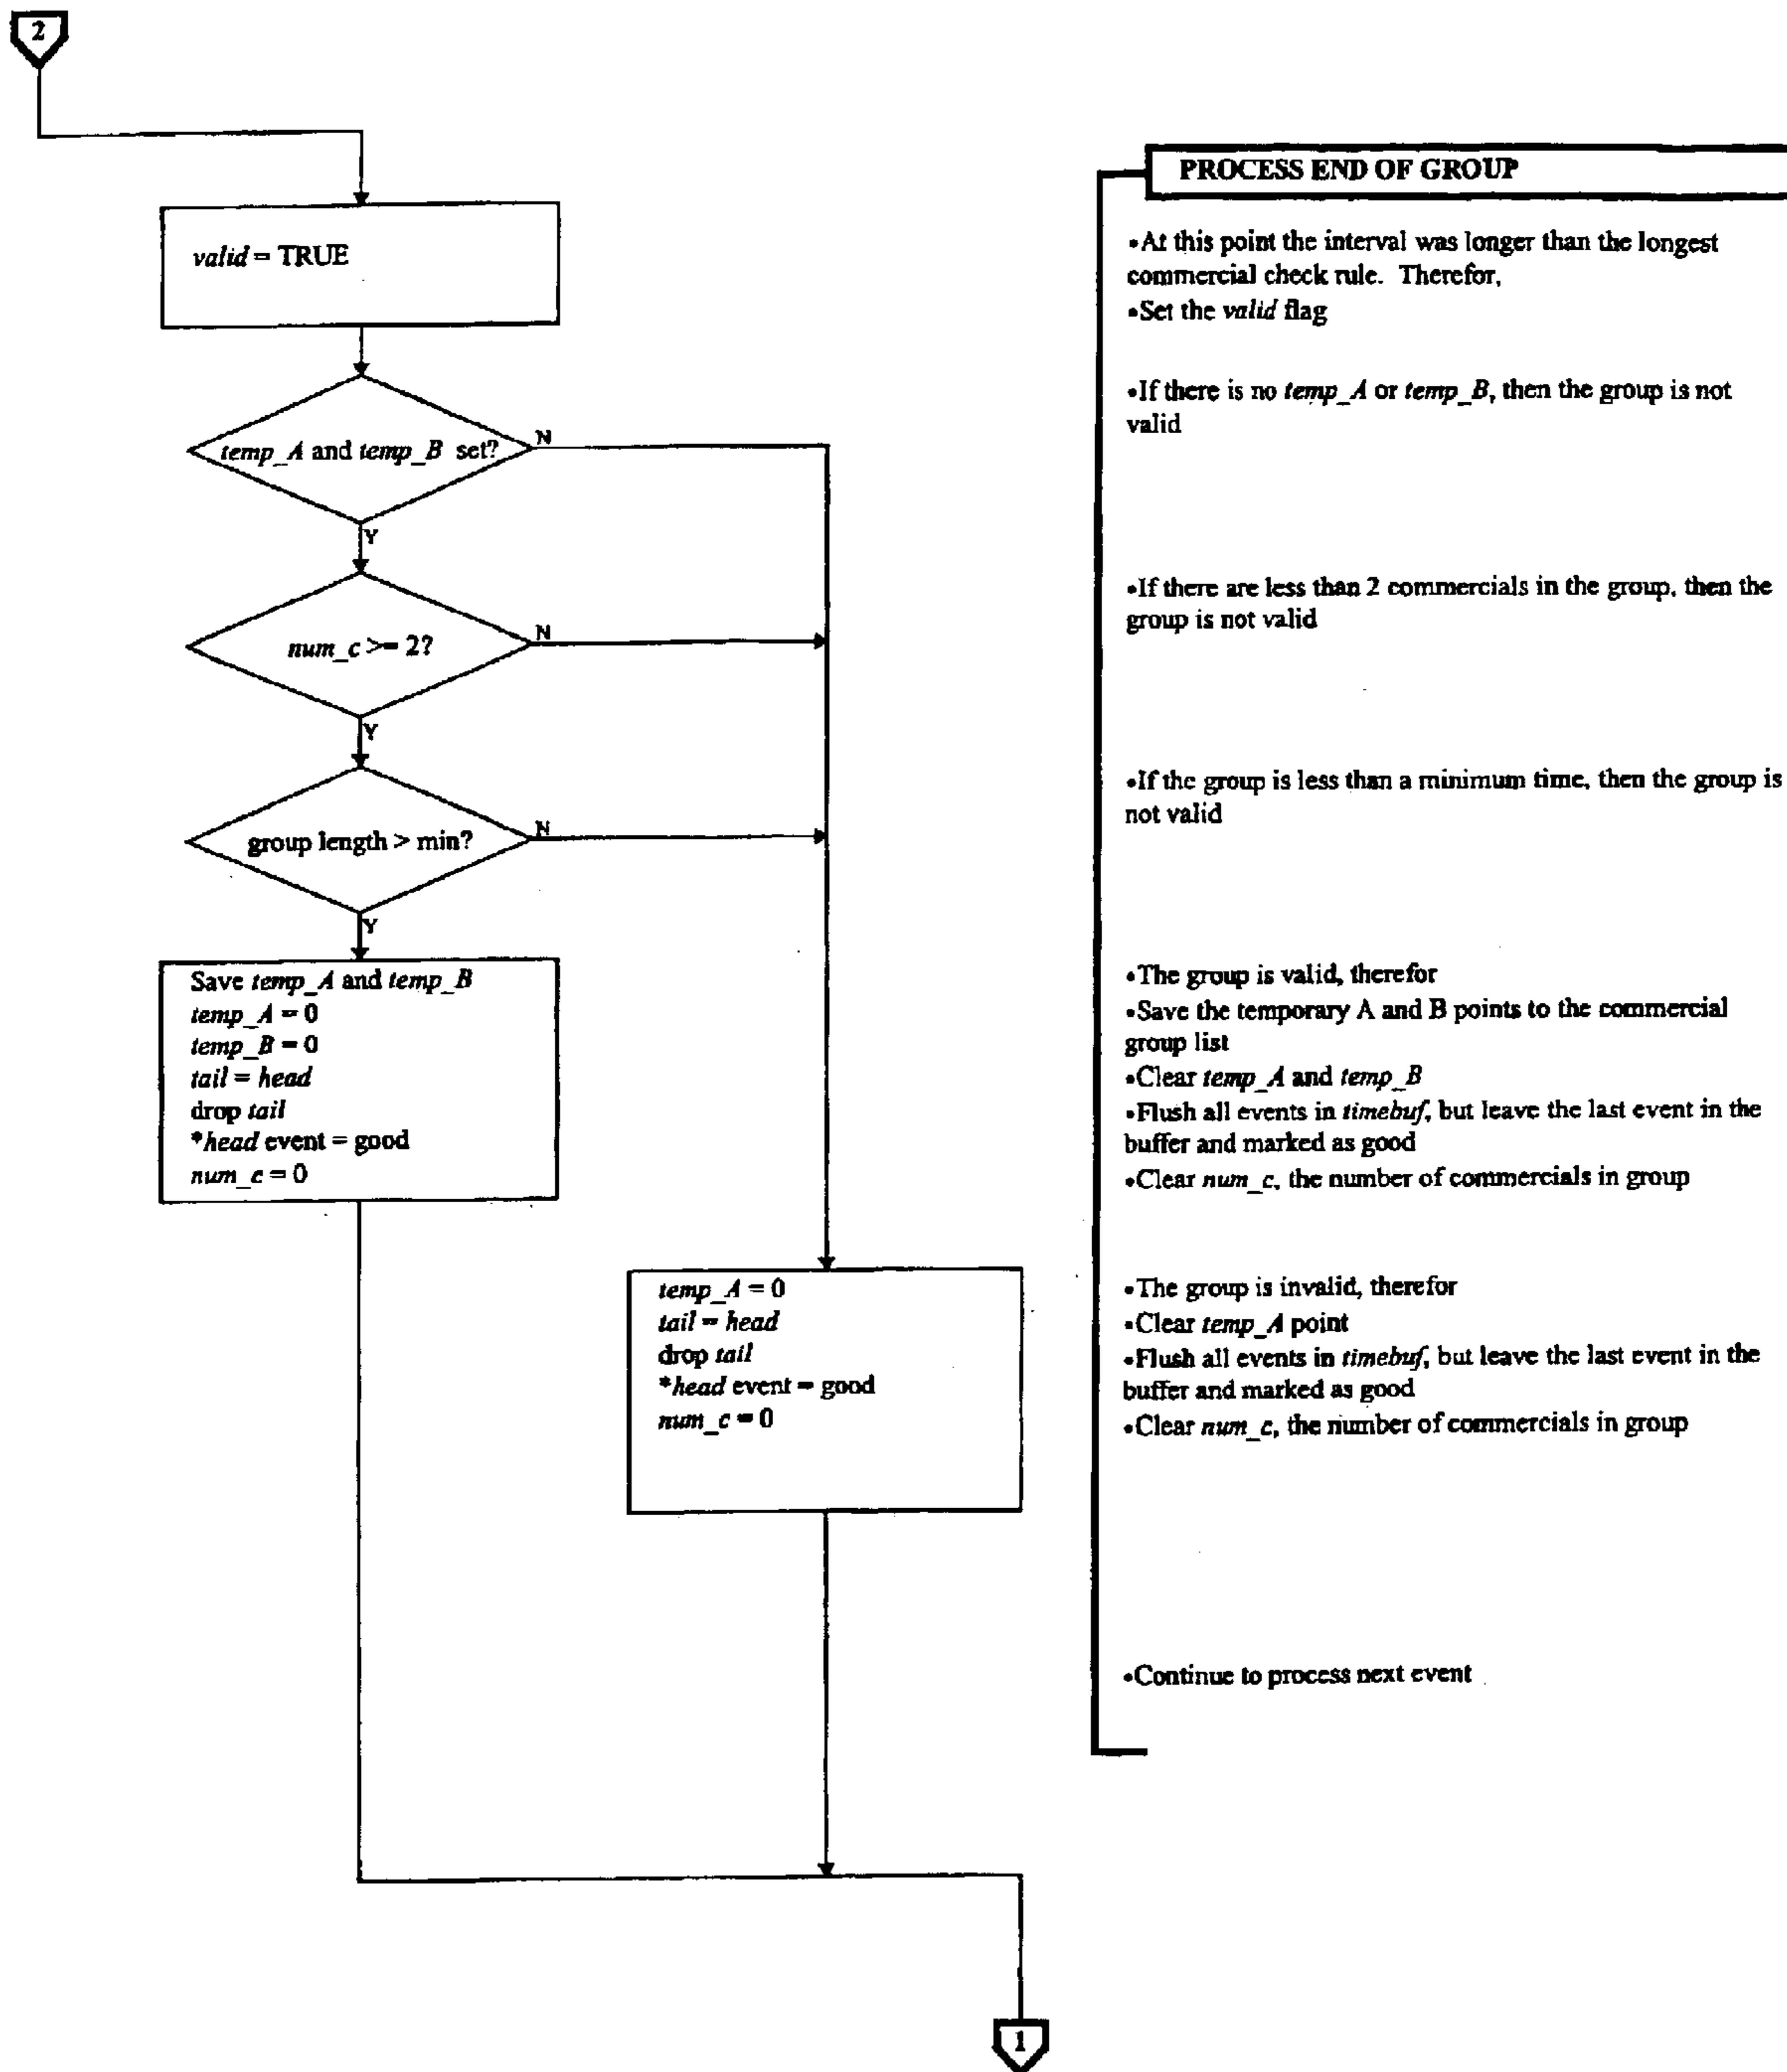 2
valid = TRUE
temp_A and temp_B set?
N
Y
num_c >= 2?
N
Y
group length > min?
N
Y
Save temp_A and temp_B
temp_A = 0
temp_B = 0
tail = head
drop tail
*head event = good
num_c = 0
temp_A = 0
tail = head
drop tail
*head event = good
num_c = 0
1
PROCESS END OF GROUP
•At this point the interval was longer than the longest
commercial check rule. Therefor,
•Set the valid flag
•If there is no temp_A or temp_B, then the group is not
valid
•If there are less than 2 commercials in the group, then the
group is not valid
•If the group is less than a minimum time, then the group is
not valid
•The group is valid, therefor
•Save the temporary A and B points to the commercial
group list
•Clear temp_A and temp_B
•Flush all events in timebuf, but leave the last event in the
buffer and marked as good
•Clear num_c, the number of commercials in group
•The group is invalid, therefor
•Clear temp_A point
•Flush all events in timebuf, but leave the last event in the
buffer and marked as good
•Clear num_c, the number of commercials in group
•Continue to process next event